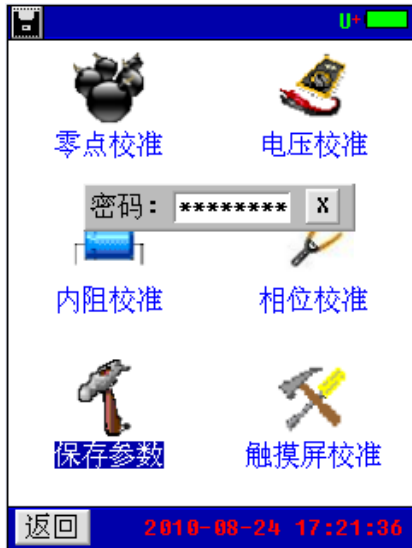 U+
零点校准 电压校准
密码: ******** X
内阻校准 相位校准
保存参数 触摸屏校准
返回 2010-08-24 17:21:36